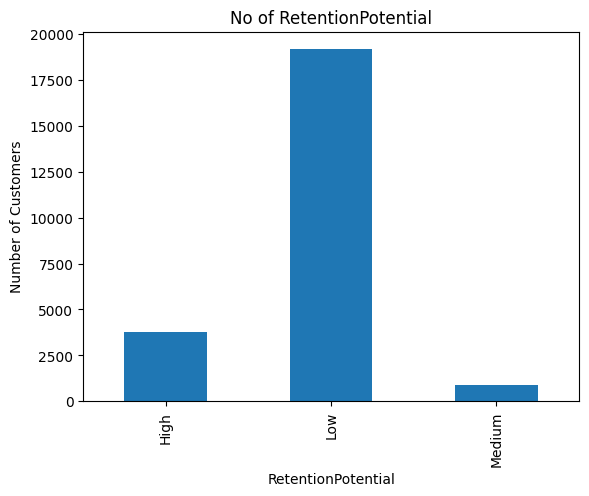 No of RetentionPotential
20000
17500
15000
12500
10000
7500
5000
2500
0
Number of Customers
High
Low
Medium
RetentionPotential